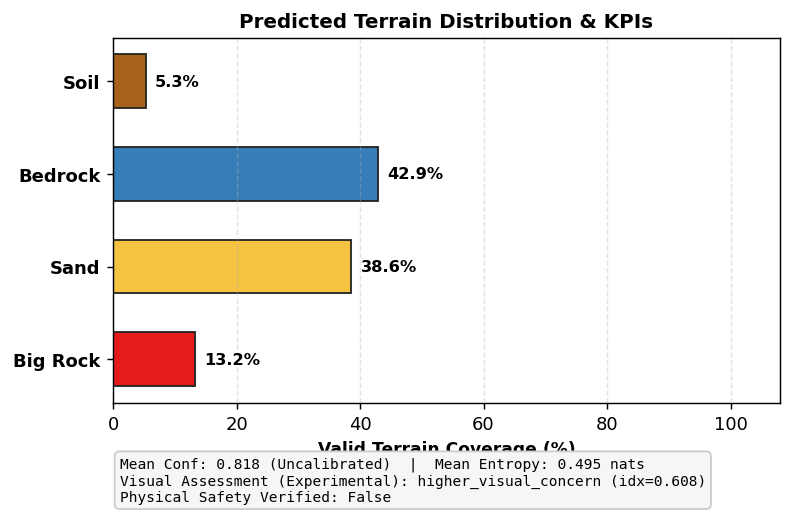 Predicted Terrain Distribution & KPIs
Soil
5.3%
Bedrock
42.9%
Sand
38.6%
Big Rock
13.2%
0 20 40 60 80 100
Valid Terrain Coverage (%)
Mean Conf: 0.818 (Uncalibrated) | Mean Entropy: 0.495 nats
Visual Assessment (Experimental): higher_visual_concern (idx=0.608)
Physical Safety Verified: False